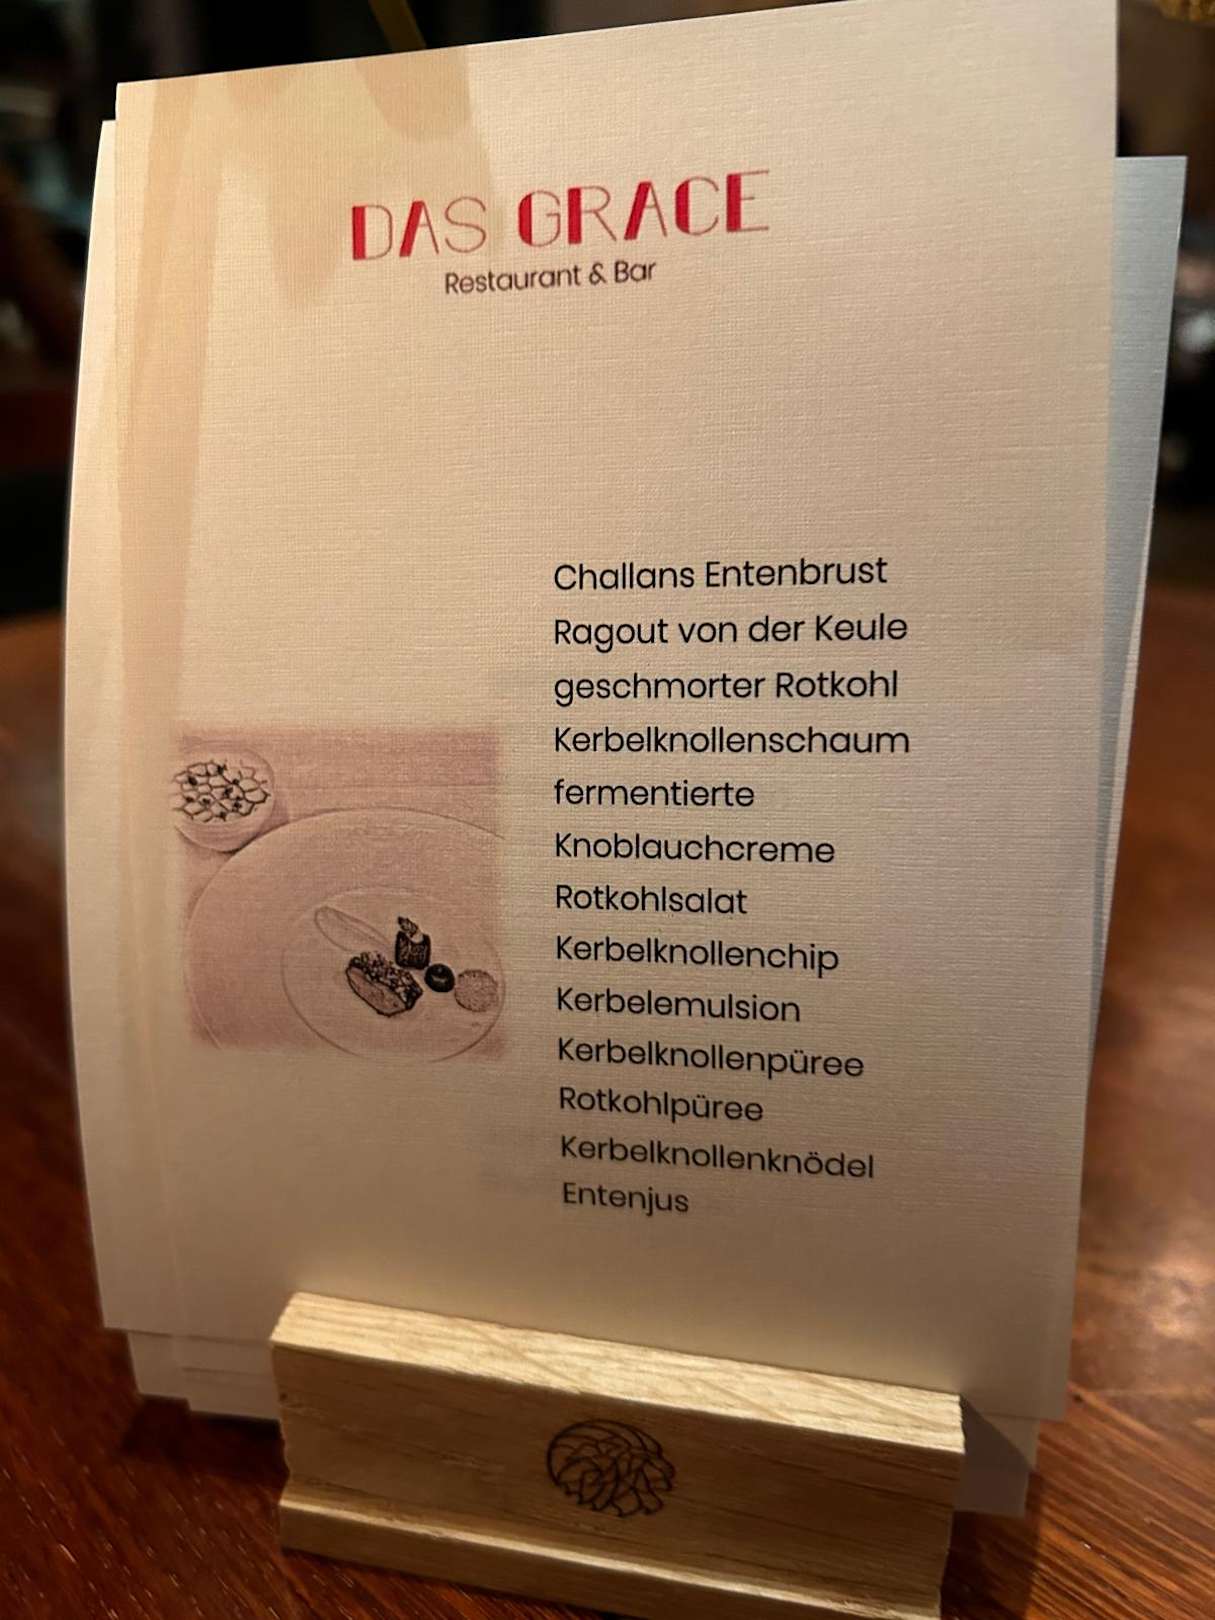 DAS GRACE
Restaurant & Bar
Challans Entenbrust
Ragout von der Keule
geschmorter Rotkohl
Kerbelknollenschaum
fermentierte
Knoblauchcreme
Rotkohlsalat
Kerbelknollenchip
Kerbelemulsion
Kerbelknollenpüree
Rotkohlpüree
Kerbelknollenknödel
Entenjus